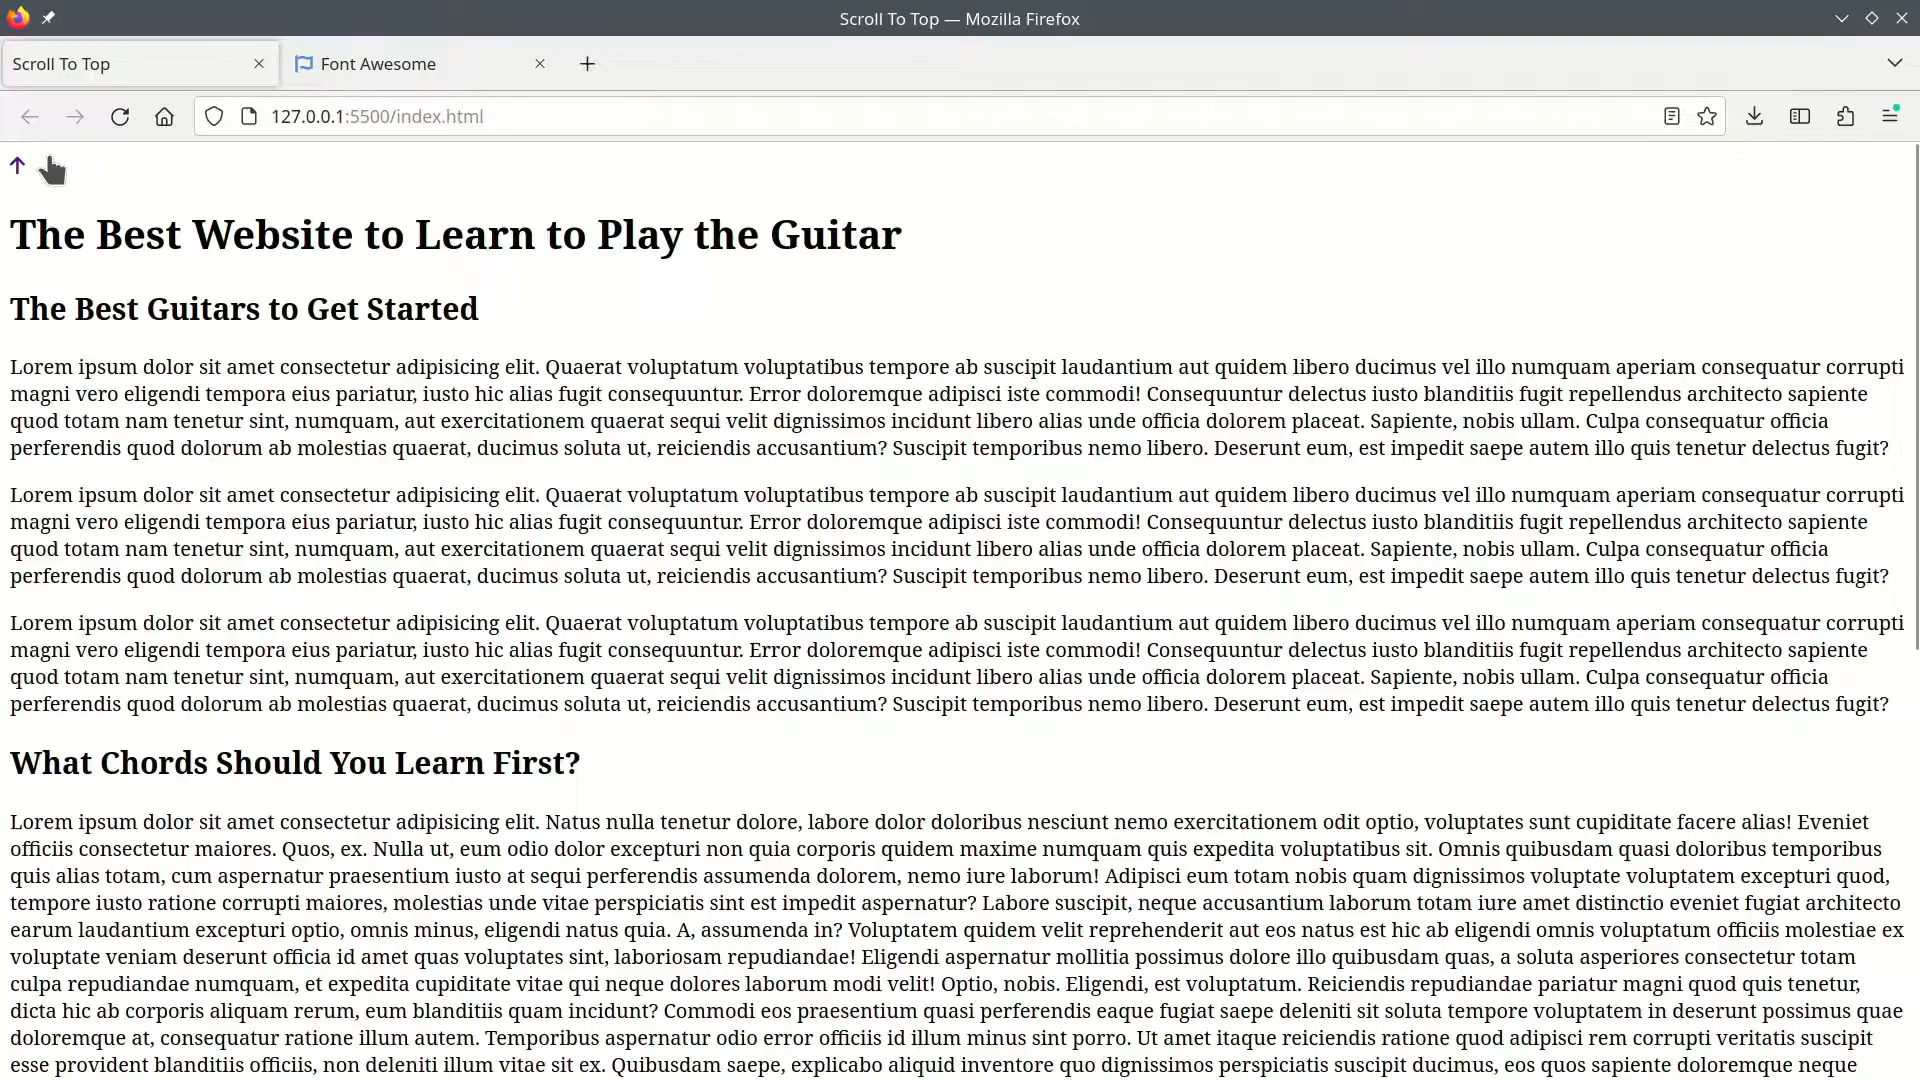 Scroll To Top — Mozilla Firefox
Scroll To Top
Font Awesome
127.0.0.1:5500/index.html
The Best Website to Learn to Play the Guitar
The Best Guitars to Get Started
Lorem ipsum dolor sit amet consectetur adipisicing elit. Quaerat voluptatum voluptatibus tempore ab suscipit laudantium aut quidem libero ducimus vel illo numquam aperiam consequatur corrupti
magni vero eligendi tempora eius pariatur, iusto hic alias fugit consequuntur. Error doloremque adipisci iste commodi! Consequuntur delectus iusto blanditiis fugit repellendus architecto sapiente
quod totam nam tenetur sint, numquam, aut exercitationem quaerat sequi velit dignissimos incidunt libero alias unde officia dolorem placeat. Sapiente, nobis ullam. Culpa consequatur officia
perferendis quod dolorum ab molestias quaerat, ducimus soluta ut, reiciendis accusantium? Suscipit temporibus nemo libero. Deserunt eum, est impedit saepe autem illo quis tenetur delectus fugit?
Lorem ipsum dolor sit amet consectetur adipisicing elit. Quaerat voluptatum voluptatibus tempore ab suscipit laudantium aut quidem libero ducimus vel illo numquam aperiam consequatur corrupti
magni vero eligendi tempora eius pariatur, iusto hic alias fugit consequuntur. Error doloremque adipisci iste commodi! Consequuntur delectus iusto blanditiis fugit repellendus architecto sapiente
quod totam nam tenetur sint, numquam, aut exercitationem quaerat sequi velit dignissimos incidunt libero alias unde officia dolorem placeat. Sapiente, nobis ullam. Culpa consequatur officia
perferendis quod dolorum ab molestias quaerat, ducimus soluta ut, reiciendis accusantium? Suscipit temporibus nemo libero. Deserunt eum, est impedit saepe autem illo quis tenetur delectus fugit?
Lorem ipsum dolor sit amet consectetur adipisicing elit. Quaerat voluptatum voluptatibus tempore ab suscipit laudantium aut quidem libero ducimus vel illo numquam aperiam consequatur corrupti
magni vero eligendi tempora eius pariatur, iusto hic alias fugit consequuntur. Error doloremque adipisci iste commodi! Consequuntur delectus iusto blanditiis fugit repellendus architecto sapiente
quod totam nam tenetur sint, numquam, aut exercitationem quaerat sequi velit dignissimos incidunt libero alias unde officia dolorem placeat. Sapiente, nobis ullam. Culpa consequatur officia
perferendis quod dolorum ab molestias quaerat, ducimus soluta ut, reiciendis accusantium? Suscipit temporibus nemo libero. Deserunt eum, est impedit saepe autem illo quis tenetur delectus fugit?
What Chords Should You Learn First?
Lorem ipsum dolor sit amet consectetur adipisicing elit. Natus nulla tenetur dolore, labore dolor doloribus nesciunt nemo exercitationem odit optio, voluptates sunt cupiditate facere alias! Eveniet
officiis consectetur maiores. Quos, ex. Nulla ut, eum odio dolor excepturi non quia corporis quidem maxime numquam quis expedita voluptatibus sit. Omnis quibusdam quasi doloribus temporibus
quis alias totam, cum aspernatur praesentium iusto at sequi perferendis assumenda dolorem, nemo iure laborum! Adipisci eum totam nobis quam dignissimos voluptate voluptatem excepturi quod,
tempore iusto ratione corrupti maiores, molestias unde vitae perspiciatis sint est impedit aspernatur? Labore suscipit, neque accusantium laborum totam iure amet distinctio eveniet fugiat architecto
earum laudantium excepturi optio, omnis minus, eligendi natus quia. A, assumenda in? Voluptatem quidem velit reprehenderit aut eos natus est hic ab eligendi omnis voluptatum officiis molestiae ex
voluptate veniam deserunt officia id amet quas voluptates sint, laboriosam repudiandae! Eligendi aspernatur mollitia possimus dolore illo quibusdam quas, a soluta asperiores consectetur totam
culpa repudiandae numquam, et expedita cupiditate vitae qui neque dolores laborum modi velit! Optio, nobis. Eligendi, est voluptatum. Reiciendis repudiandae pariatur magni quod quis tenetur,
dicta hic ab corporis aliquam rerum, eum blanditiis quam incidunt? Commodi eos praesentium quasi perferendis eaque fugiat saepe deleniti sit soluta tempore voluptatem in deserunt possimus quae
doloremque at, consequatur ratione illum autem. Temporibus aspernatur odio error officiis id illum minus sint porro. Ut amet itaque reiciendis ratione quod adipisci rem corrupti veritatis suscipit
esse provident blanditiis officiis, non deleniti illum vitae sit ex. Quibusdam saepe, explicabo aliquid inventore quo dignissimos perspiciatis suscipit ducimus, eos quos sapiente doloremque neque